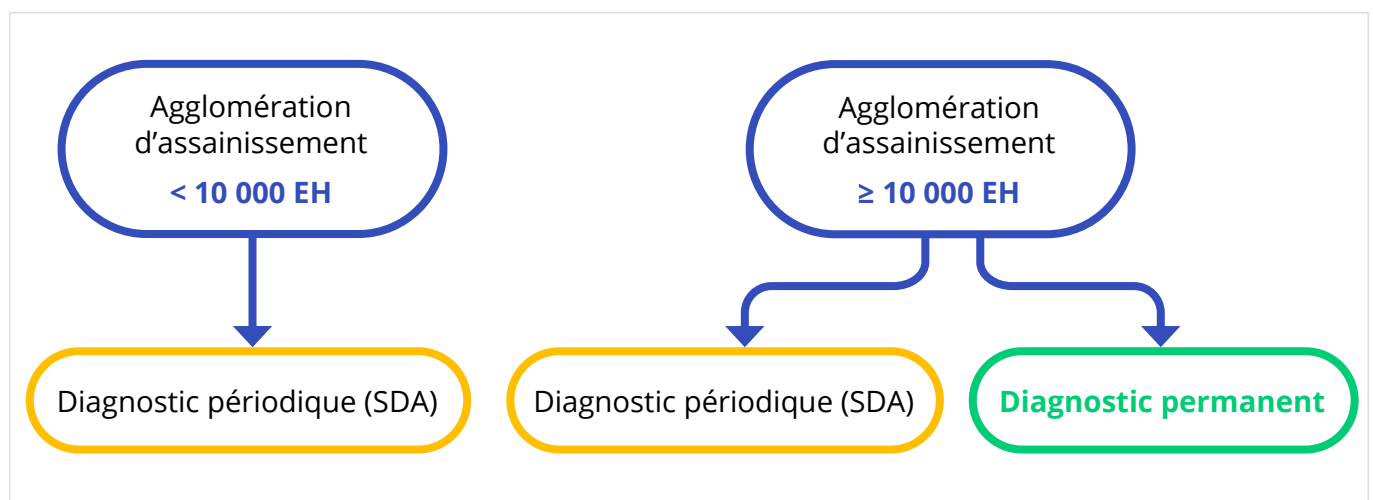 Agglomération
d’assainissement
< 10 000 EH
Agglomération
d’assainissement
≥ 10 000 EH
Diagnostic périodique (SDA)
Diagnostic périodique (SDA)
Diagnostic permanent